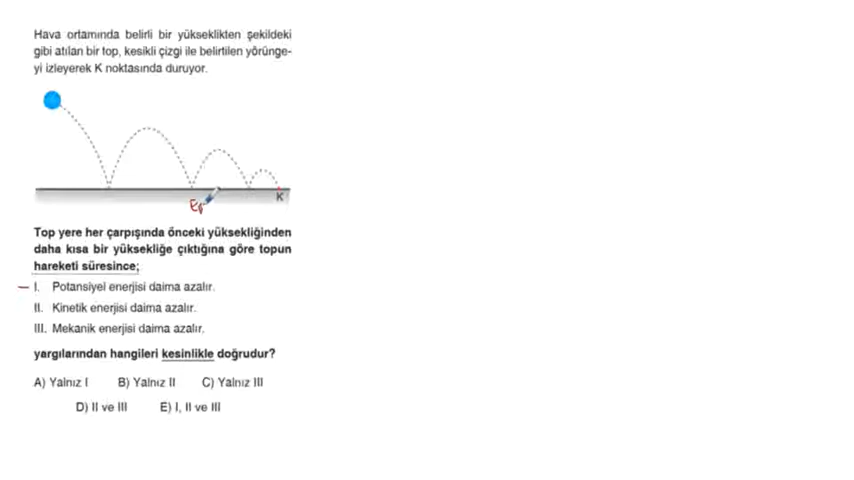 Hava ortamında belirli bir yükseklikten şekildeki
gibi atılan bir top, kesikli çizgi ile belirtilen yörünge-
yi izleyerek K noktasında duruyor.
K
Ep
Top yere her çarpışında önceki yüksekliğinden
daha kısa bir yüksekliğe çıktığına göre topun
hareketi süresince;
I. Potansiyel enerjisi daima azalır.
II. Kinetik enerjisi daima azalır.
III. Mekanik enerjisi daima azalır.
yargılarından hangileri kesinlikle doğrudur?
A) Yalnız I B) Yalnız II C) Yalnız III
D) II ve III E) I, II ve III